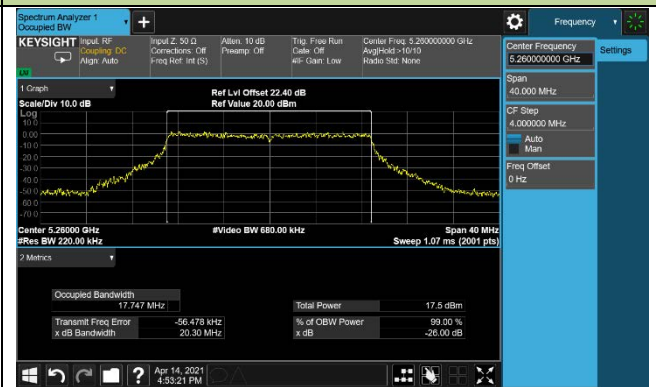 Spectrum Analyzer 1
Occupied BW
Frequency
KEYSIGHT
Input: RF
Coupling: DC
Align: Auto
Input Z: 50 Ω
Corrections: Off
Freq Ref: Int (S)
Atten: 10 dB
Preamp: Off
Trig: Free Run
Gate: Off
#IF Gain: Low
Center Freq: 5.260000000 GHz
Avg|Hold:>10/10
Radio Std: None
LW
Center Frequency
5.260000000 GHz
Settings
Span
40.000 MHz
CF Step
4.000000 MHz
Auto
Man
Freq Offset
0 Hz
1 Graph
Scale/Div 10.0 dB
Ref Lvl Offset 22.40 dB
Ref Value 20.00 dBm
Log
10.0
0.00
-10.0
-20.0
-30.0
-40.0
-50.0
-60.0
-70.0
Center 5.26000 GHz
#Video BW 680.00 kHz
Span 40 MHz
#Res BW 220.00 kHz
Sweep 1.07 ms (2001 pts)
2 Metrics
Occupied Bandwidth
17.747 MHz
Total Power
17.5 dBm
Transmit Freq Error
-56.478 kHz
% of OBW Power
99.00 %
x dB Bandwidth
20.30 MHz
x dB
-26.00 dB
?
Apr 14, 2021
4:53:21 PM